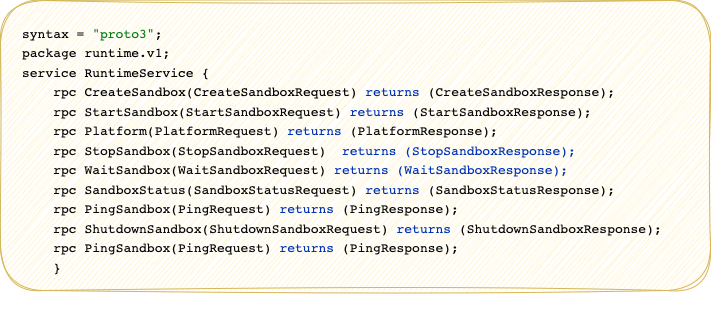 syntax = "proto3";
package runtime.v1;
service RuntimeService {
rpc CreateSandbox(CreateSandboxRequest) returns (CreateSandboxResponse);
rpc StartSandbox(StartSandboxRequest) returns (StartSandboxResponse);
rpc Platform(PlatformRequest) returns (PlatformResponse);
rpc StopSandbox(StopSandboxRequest)  returns (StopSandboxResponse);
rpc WaitSandbox(WaitSandboxRequest) returns (WaitSandboxResponse);
rpc SandboxStatus(SandboxStatusRequest) returns (SandboxStatusResponse);
rpc PingSandbox(PingRequest) returns (PingResponse);
rpc ShutdownSandbox(ShutdownSandboxRequest) returns (ShutdownSandboxResponse);
rpc PingSandbox(PingRequest) returns (PingResponse);
}